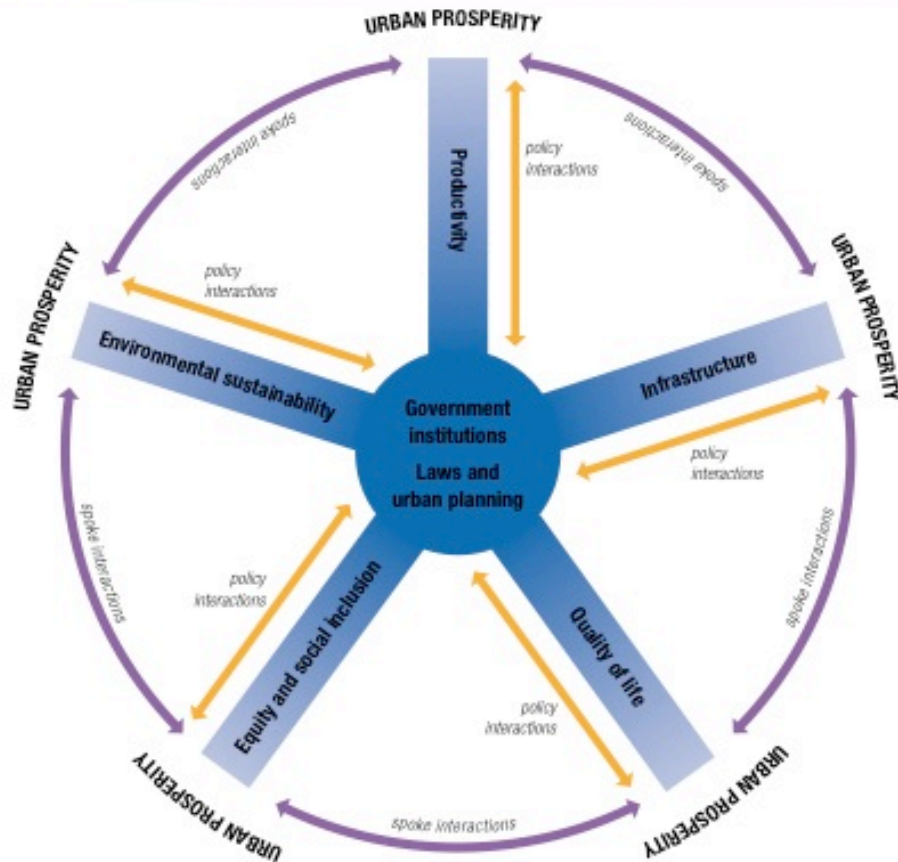 URBAN PROSPERITY
spoke interactions
spoke interactions
Productivity
policy
interactions
policy
interactions
URBAN PROSPERITY
URBAN PROSPERITY
Environmental sustainability
Infrastructure
Government
institutions
Laws and
urban planning
policy
interactions
spoke interactions
spoke interactions
policy
interactions
Equity and social inclusion
Quality of life
policy
interactions
URBAN PROSPERITY
URBAN PROSPERITY
spoke interactions